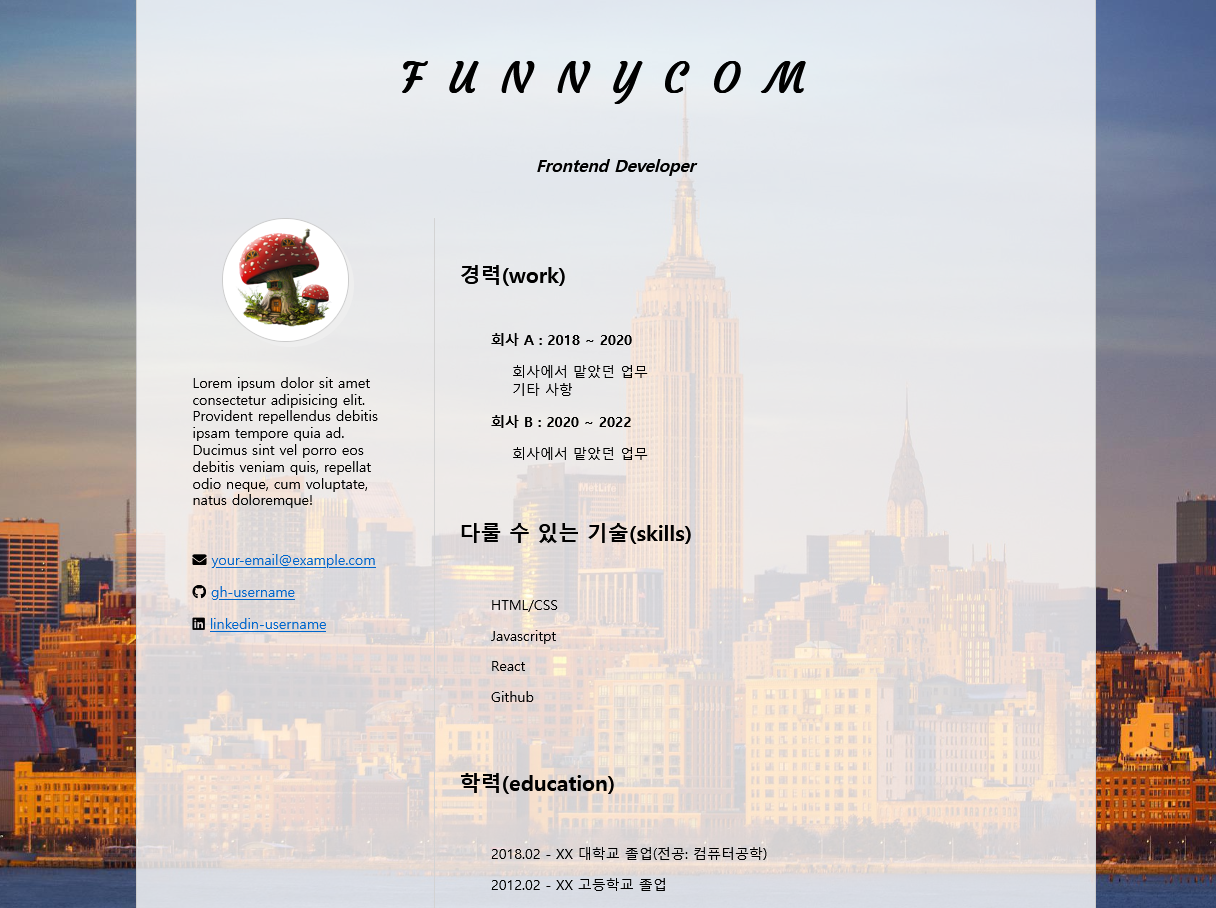 FUNNYCOM
Frontend Developer
Lorem ipsum dolor sit amet
consectetur adipisicing elit.
Provident repellendus debitis
ipsam tempore quia ad.
Ducimus sint vel porro eos
debitis veniam quis, repellat
odio neque, cum voluptate,
natus doloremque!
your-email@example.com
gh-username
linkedin-username
경력(work)
회사 A : 2018 ~ 2020
회사에서 맡았던 업무
기타 사항
회사 B : 2020 ~ 2022
회사에서 맡았던 업무
MetLife
다룰 수 있는 기술(skills)
HTML/CSS
Javascritpt
React
Github
학력(education)
2018.02 - XX 대학교 졸업(전공: 컴퓨터공학)
2012.02 - XX 고등학교 졸업